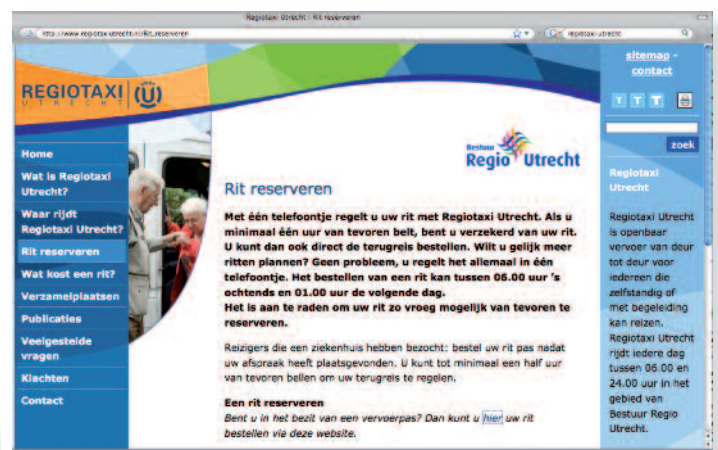 Regiotaxi Utrecht | Rit reserveren
regiotaxi utrecht
sitemap -
contact
REGIOTAXI
UTRECHT
T T T
zoek
Home
Wat is Regiotaxi
Utrecht?
Waar rijdt
Regiotaxi Utrecht?
Rit reserveren
Wat kost een rit?
Verzamelplaatsen
Publicaties
Veelgestelde
vragen
Klachten
Contact
Bestuur
Regio Utrecht
Rit reserveren
Met één telefoontje regelt u uw rit met Regiotaxi Utrecht. Als u
minimaal één uur van tevoren belt, bent u verzekerd van uw rit.
U kunt dan ook direct de terugreis bestellen. Wilt u gelijk meer
ritten plannen? Geen probleem, u regelt het allemaal in één
telefoontje. Het bestellen van een rit kan tussen 06.00 uur 's
ochtends en 01.00 uur de volgende dag.
Het is aan te raden om uw rit zo vroeg mogelijk van tevoren te
reserveren.
Reizigers die een ziekenhuis hebben bezocht: bestel uw rit pas nadat
uw afspraak heeft plaatsgevonden. U kunt tot minimaal een half uur
van tevoren bellen om uw terugreis te regelen.
Een rit reserveren
Bent u in het bezit van een vervoerpas? Dan kunt u hier uw rit
bestellen via deze website.
Regiotaxi
Utrecht
Regiotaxi Utrecht
is openbaar
vervoer van deur
tot deur voor
iedereen die
zelfstandig of
met begeleiding
kan reizen.
Regiotaxi Utrecht
rijdt iedere dag
tussen 06.00 en
24.00 uur in het
gebied van
Bestuur Regio
Utrecht.